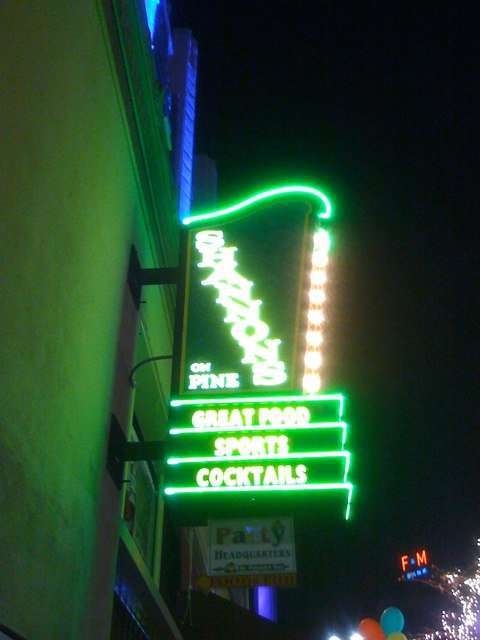 SHANNONS
ON
PINE
GREAT FOOD
SPORTS
COCKTAILS
Party
HEADQUARTERS
F M